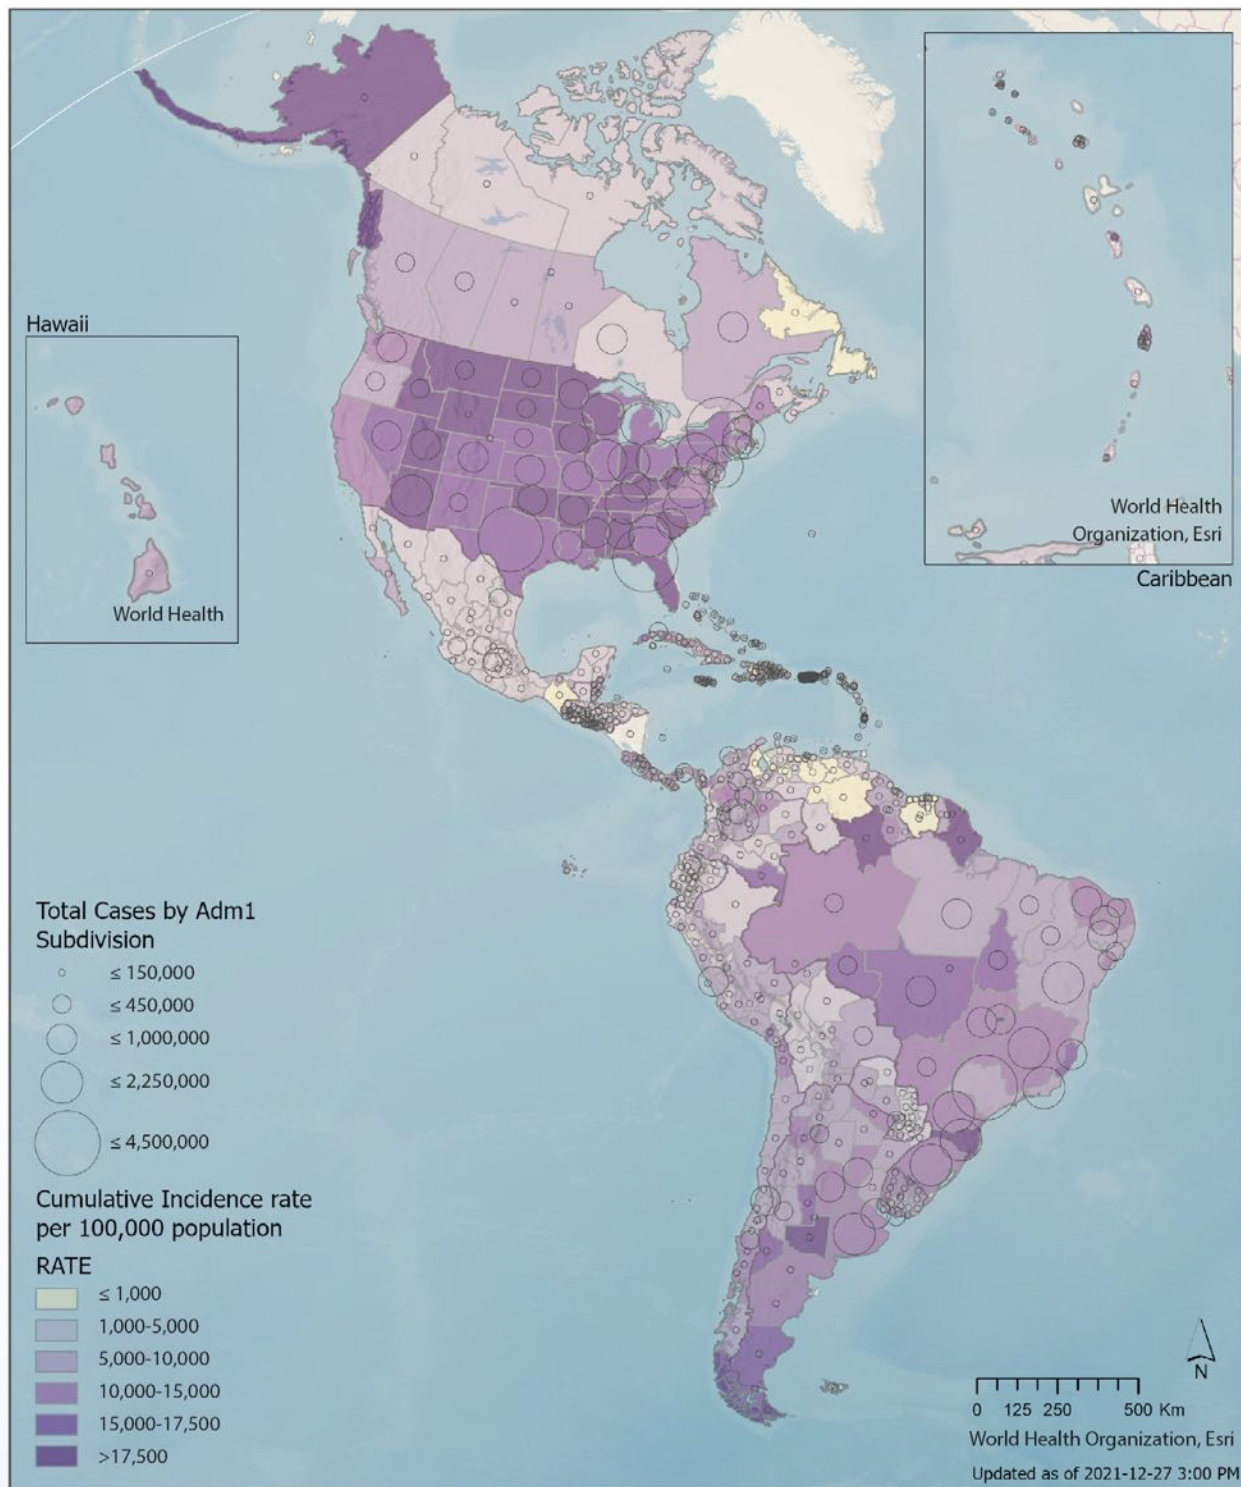 Hawaii
World Health
World Health
Organization, Esri
Caribbean
Total Cases by Adm1
Subdivision
≤ 150,000
≤ 450,000
≤ 1,000,000
≤ 2,250,000
≤ 4,500,000
Cumulative Incidence rate
per 100,000 population
RATE
≤ 1,000
1,000-5,000
5,000-10,000
10,000-15,000
15,000-17,500
>17,500
N
0 125 250 500 Km
World Health Organization, Esri
Updated as of 2021-12-27 3:00 PM